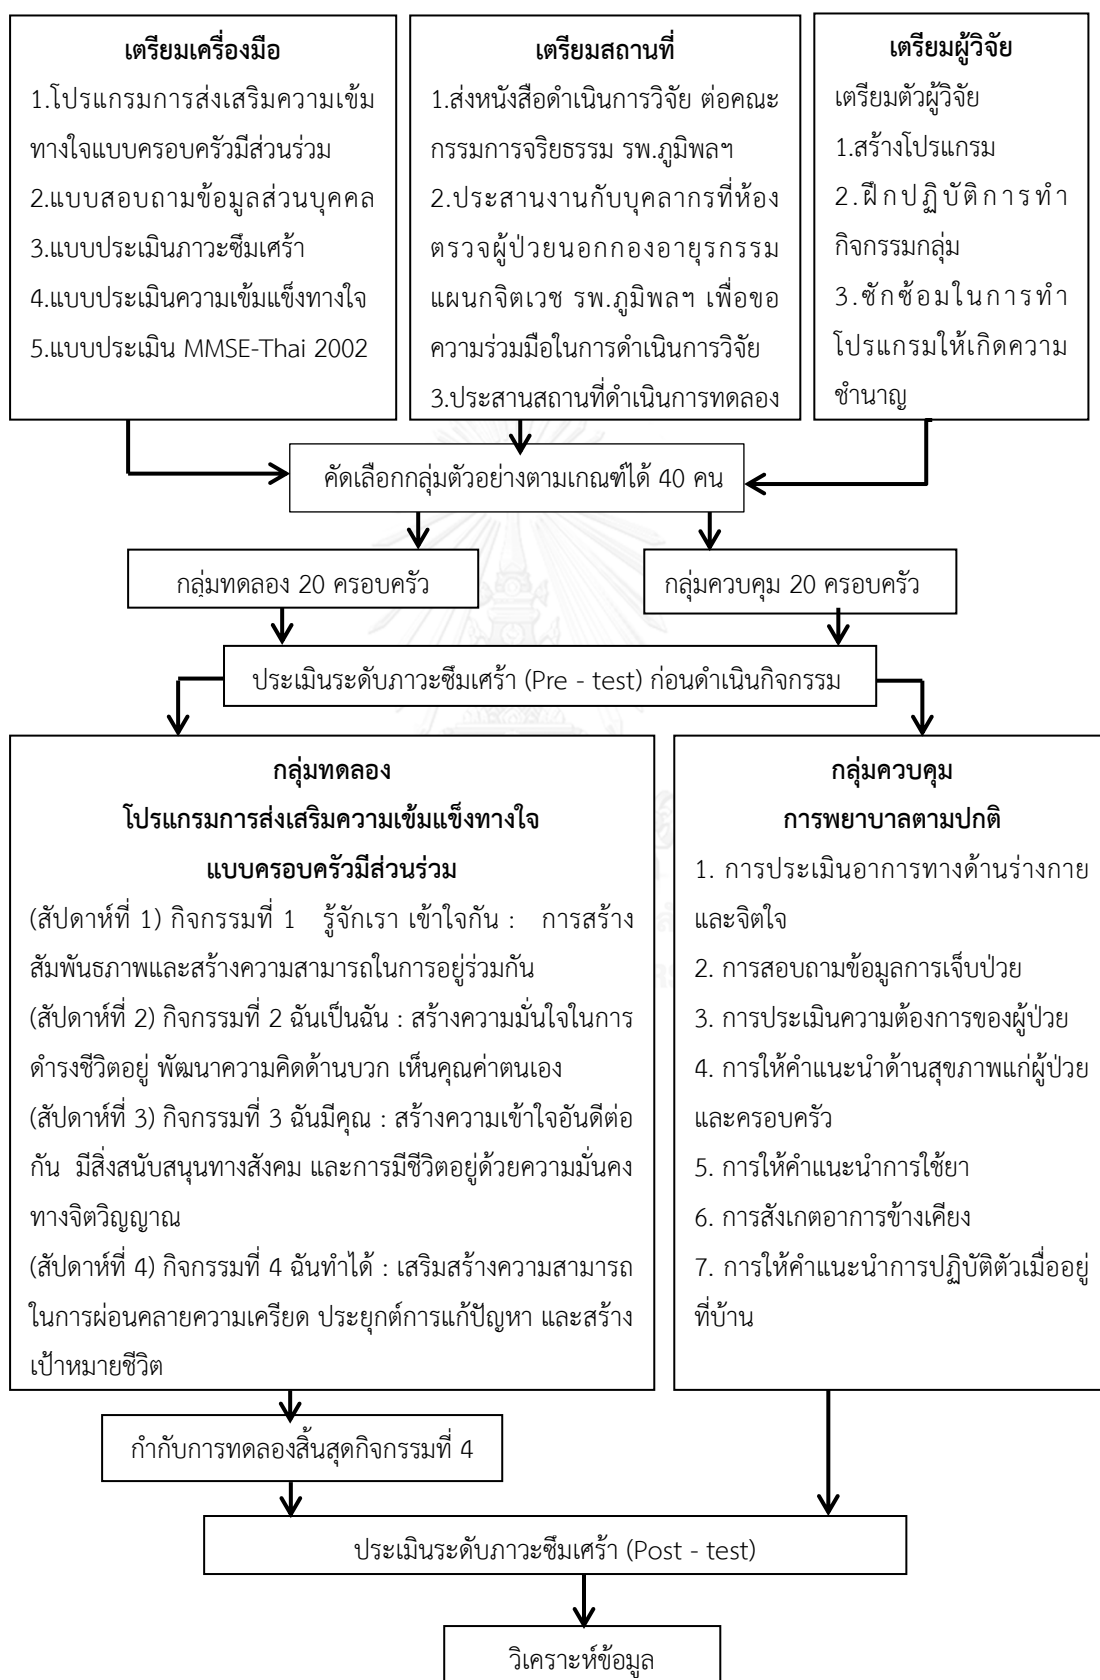 เตรียมเครื่องมือ
1.โปรแกรมการส่งเสริมความเข้ม
ทางใจแบบครอบครัวมีส่วนร่วม
2.แบบสอบถามข้อมูลส่วนบุคคล
3.แบบประเมินภาวะซึมเศร้า
4.แบบประเมินความเข้มแข็งทางใจ
5.แบบประเมิน MMSE-Thai 2002
เตรียมสถานที่
1.ส่งหนังสือดำเนินการวิจัย ต่อคณะ
กรรมการจริยธรรม รพ.ภูมิพลฯ
2.ประสานงานกับบุคลากรที่ห้อง
ตรวจผู้ป่วยนอกกองอายุรกรรม
แผนกจิตเวช รพ.ภูมิพลฯ เพื่อขอ
ความร่วมมือในการดำเนินการวิจัย
3.ประสานสถานที่ดำเนินการทดลอง
เตรียมผู้วิจัย
เตรียมตัวผู้วิจัย
1.สร้างโปรแกรม
2.ฝึกปฏิบัติการทำ
กิจกรรมกลุ่ม
3.ซักซ้อมในการทำ
โปรแกรมให้เกิดความ
ชำนาญ
คัดเลือกกลุ่มตัวอย่างตามเกณฑ์ได้ 40 คน
กลุ่มทดลอง 20 ครอบครัว
กลุ่มควบคุม 20 ครอบครัว
ประเมินระดับภาวะซึมเศร้า (Pre - test) ก่อนดำเนินกิจกรรม
กลุ่มทดลอง
โปรแกรมการส่งเสริมความเข้มแข็งทางใจ
แบบครอบครัวมีส่วนร่วม
(สัปดาห์ที่ 1) กิจกรรมที่ 1 รู้จักเรา เข้าใจกัน : การสร้าง
สัมพันธภาพและสร้างความสามารถในการอยู่ร่วมกัน
(สัปดาห์ที่ 2) กิจกรรมที่ 2 ฉันเป็นฉัน : สร้างความมั่นใจในการ
ดำรงชีวิตอยู่ พัฒนาความคิดด้านบวก เห็นคุณค่าตนเอง
(สัปดาห์ที่ 3) กิจกรรมที่ 3 ฉันมีคุณ : สร้างความเข้าใจอันดีต่อ
กัน มีสิ่งสนับสนุนทางสังคม และการมีชีวิตอยู่ด้วยความมั่นคง
ทางจิตวิญญาณ
(สัปดาห์ที่ 4) กิจกรรมที่ 4 ฉันทำได้ : เสริมสร้างความสามารถ
ในการผ่อนคลายความเครียด ประยุกต์การแก้ปัญหา และสร้าง
เป้าหมายชีวิต
กลุ่มควบคุม
การพยาบาลตามปกติ
1. การประเมินอาการทางด้านร่างกาย
และจิตใจ
2. การสอบถามข้อมูลการเจ็บป่วย
3. การประเมินความต้องการของผู้ป่วย
4. การให้คำแนะนำด้านสุขภาพแก่ผู้ป่วย
และครอบครัว
5. การให้คำแนะนำการใช้ยา
6. การสังเกตอาการข้างเคียง
7. การให้คำแนะนำการปฏิบัติตัวเมื่ออยู่
ที่บ้าน
กำกับการทดลองสิ้นสุดกิจกรรมที่ 4
ประเมินระดับภาวะซึมเศร้า (Post - test)
วิเคราะห์ข้อมูล